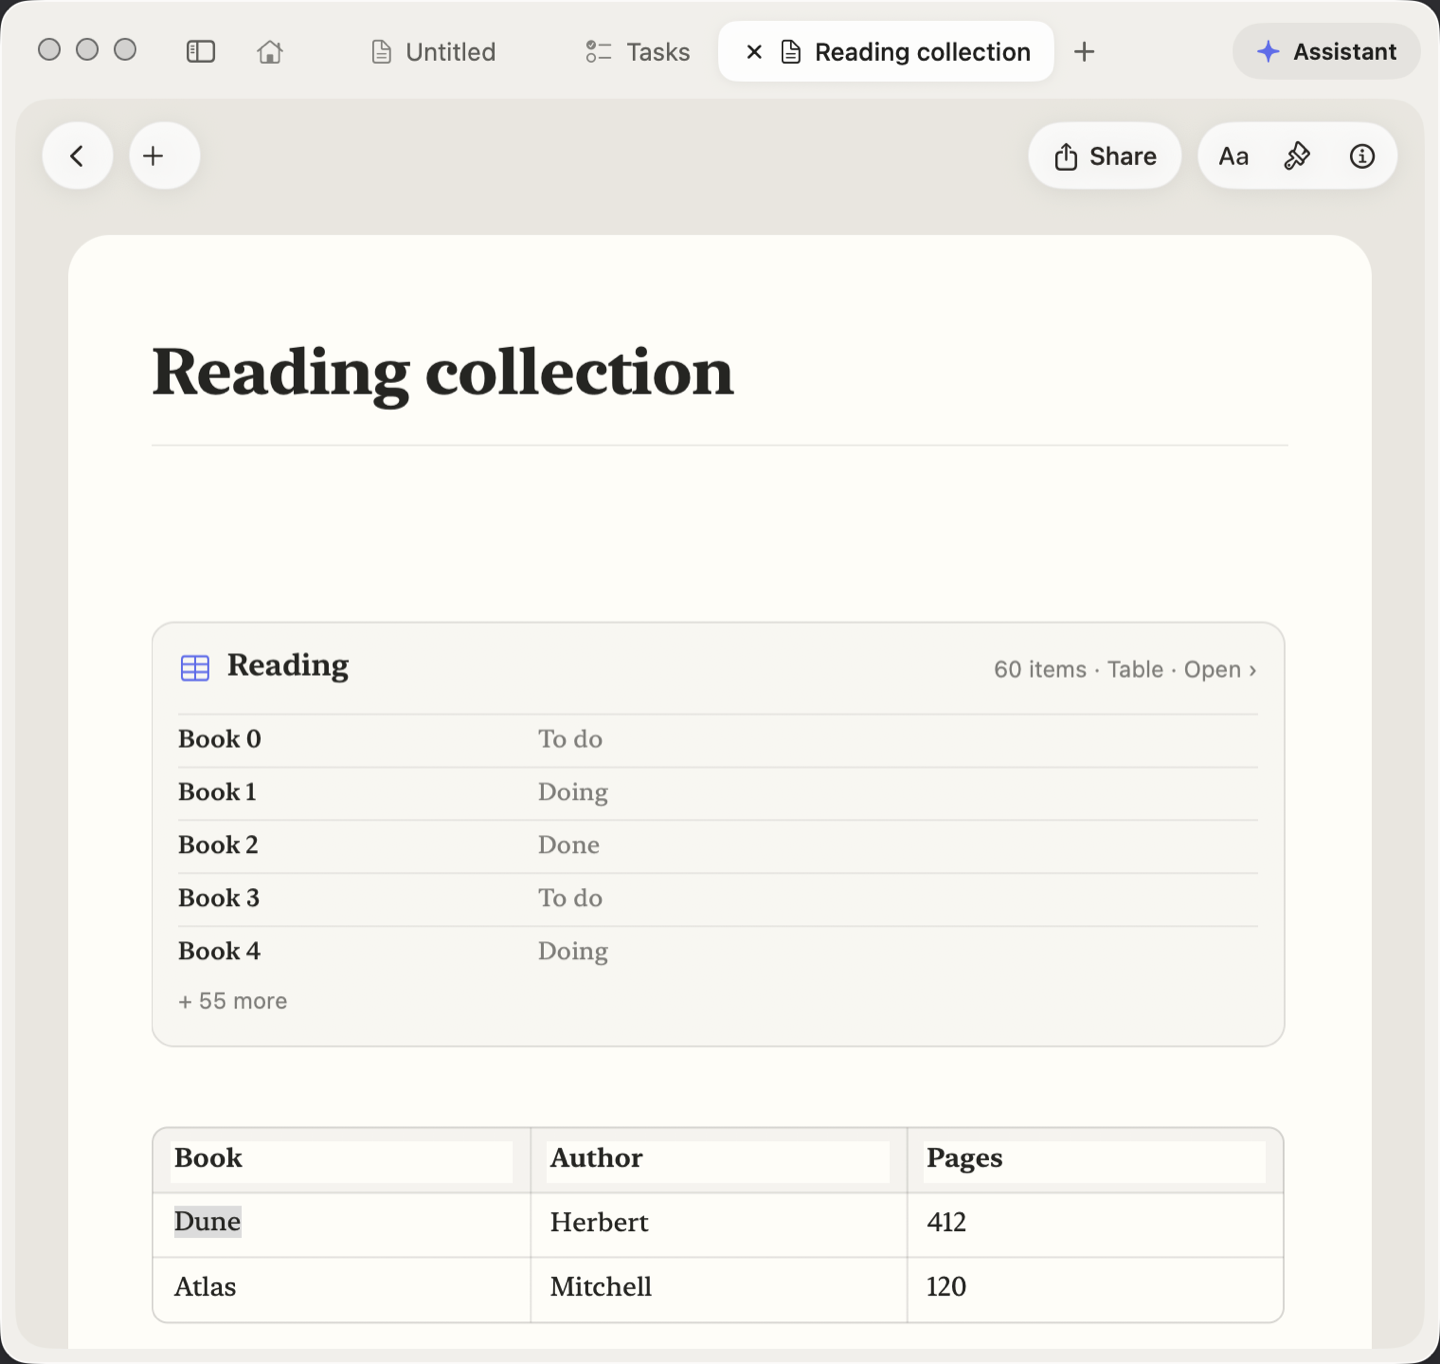 Untitled
Tasks
Reading collection
Assistant
Share
Aa
Reading collection
Reading
60 items · Table · Open ›
Book 0 To do
Book 1 Doing
Book 2 Done
Book 3 To do
Book 4 Doing
+ 55 more
Book Author Pages
Dune Herbert 412
Atlas Mitchell 120